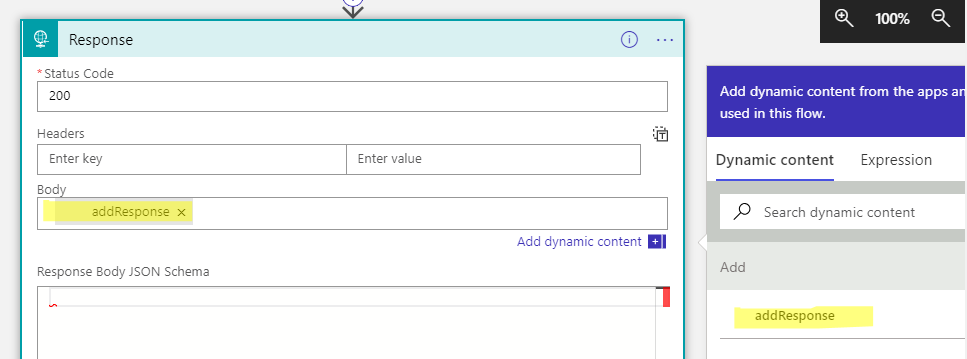 Response
100%
*Status Code
200
Headers
Enter key
Enter value
Body
addResponse ×
Add dynamic content
Response Body JSON Schema
Add dynamic content from the apps an
used in this flow.
Dynamic content
Expression
Search dynamic content
Add
addResponse